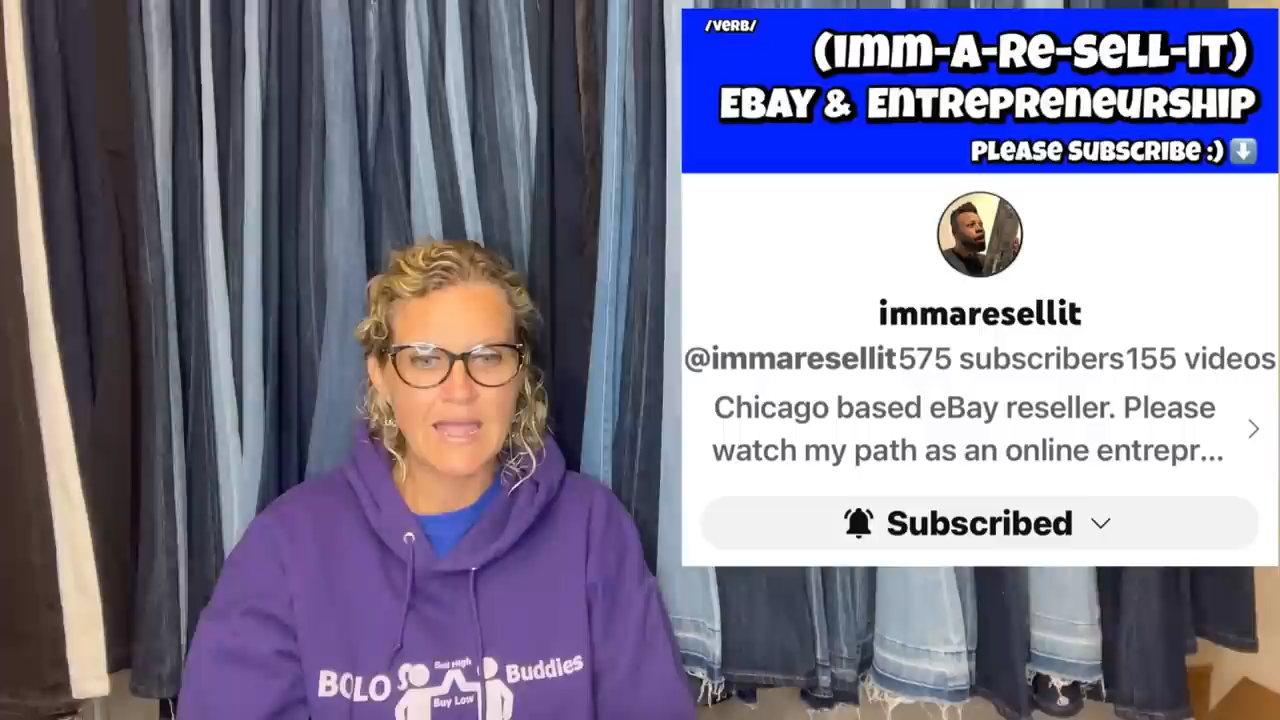 /VERB/
(Imm-A-Re-Sell-It)
EBAY & Entrepreneurship
Please Subscribe :) ⬇️
immaresellit
@immaresellit575 subscribers155 videos
Chicago based eBay reseller. Please
watch my path as an online entrepr...
Subscribed
BOLO
Sell High
Buy Low
Buddies